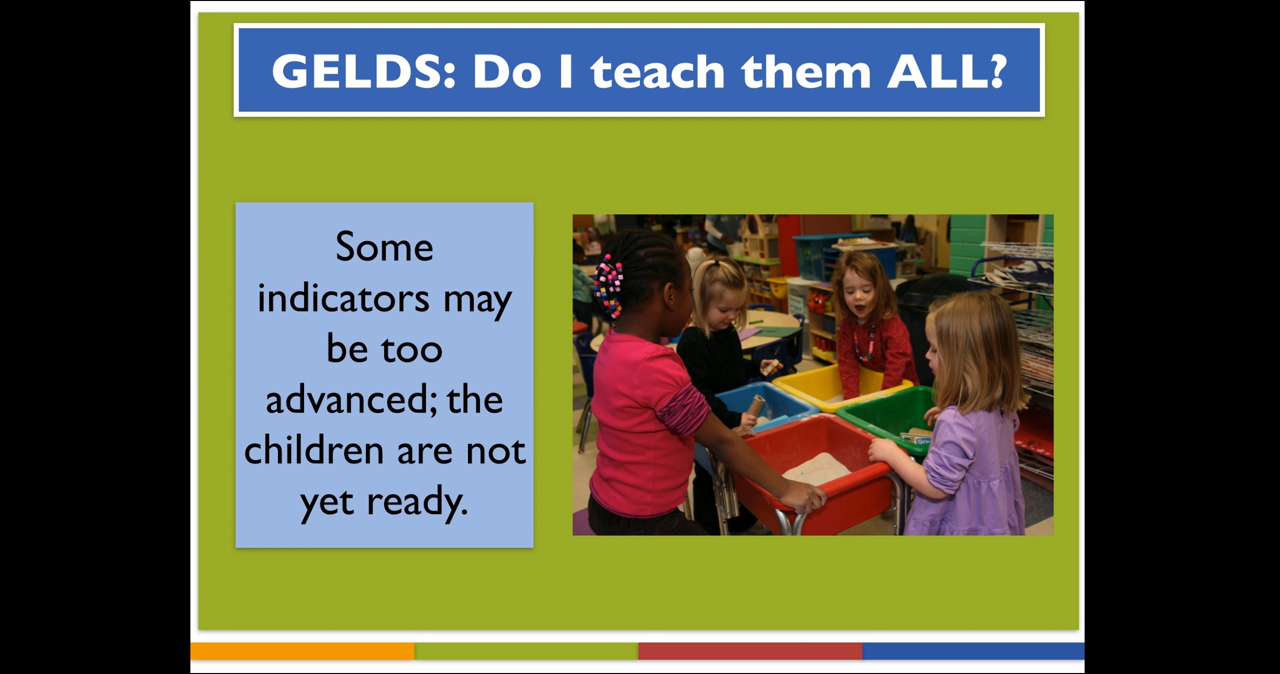 GELDS: Do I teach them ALL?
Some
indicators may
be too
advanced; the
children are not
yet ready.